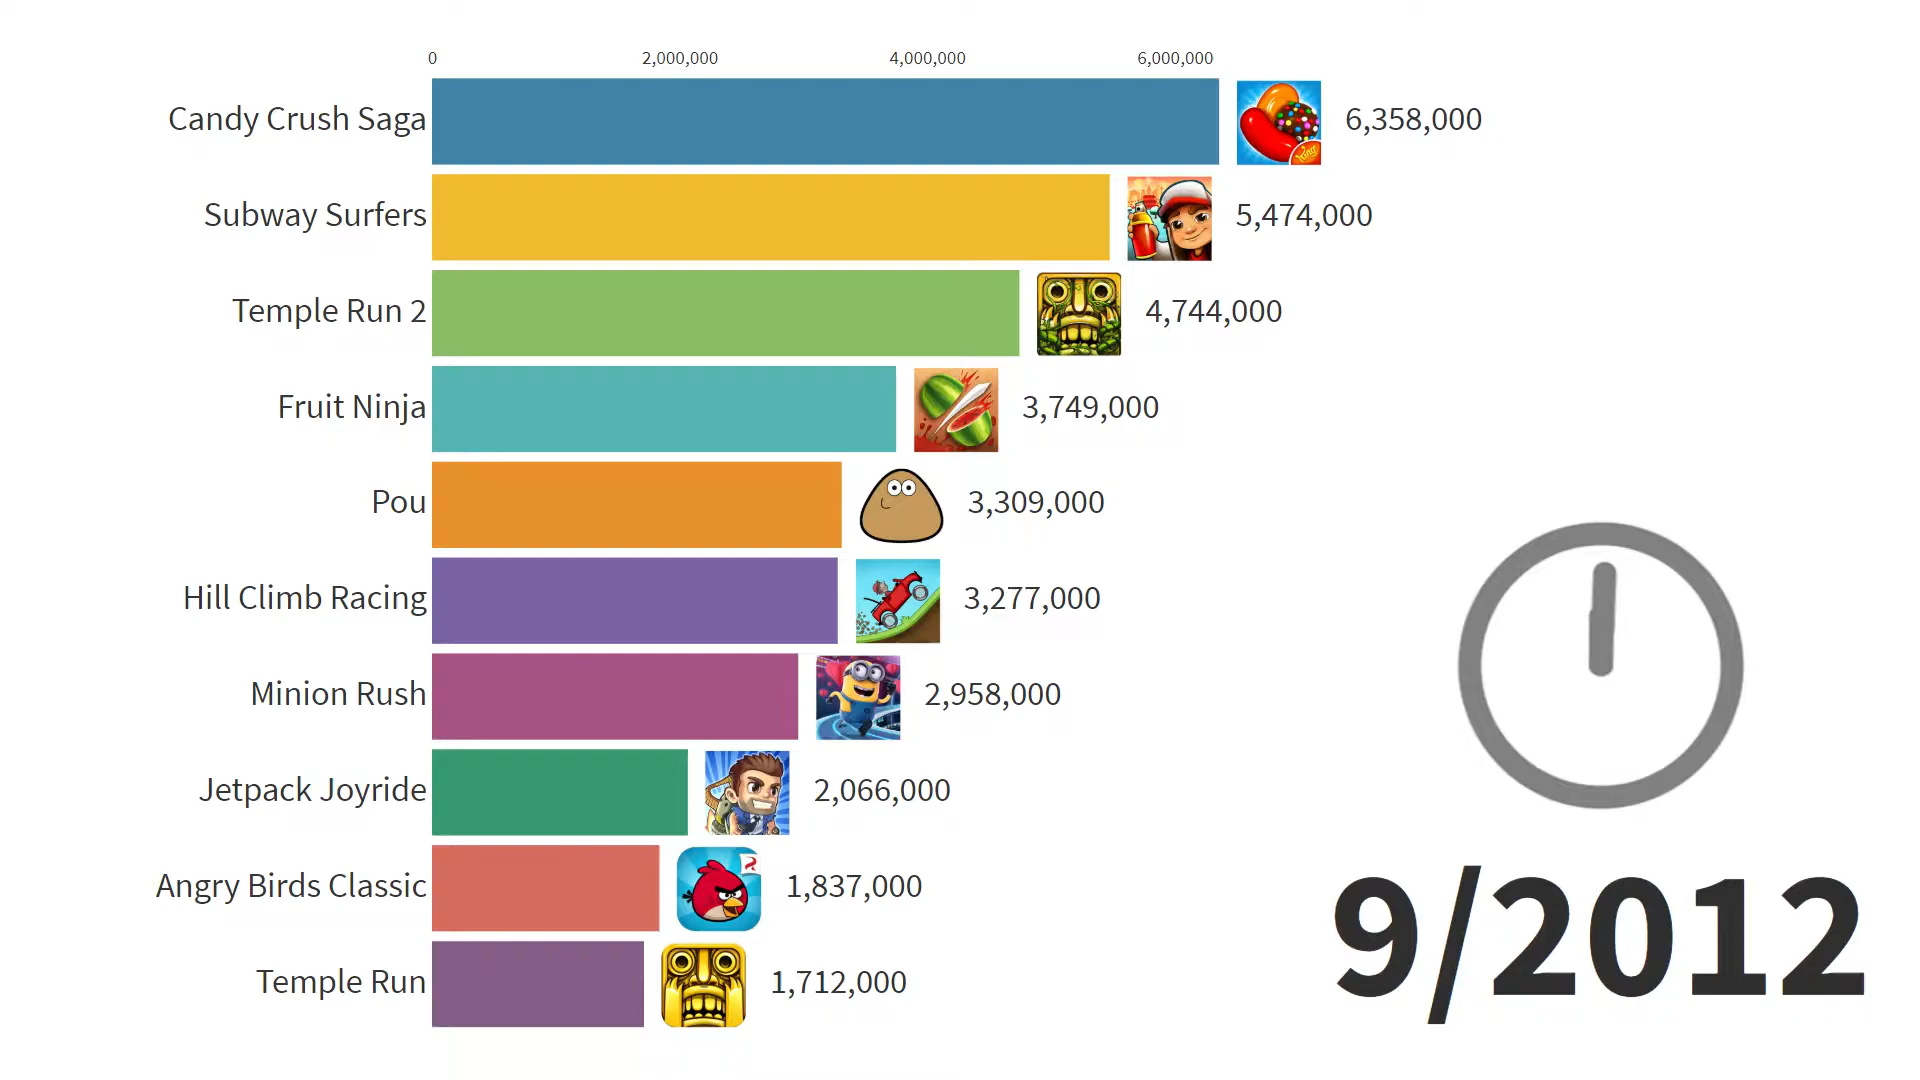 0 2,000,000 4,000,000 6,000,000
Candy Crush Saga 6,358,000
Subway Surfers 5,474,000
Temple Run 2 4,744,000
Fruit Ninja 3,749,000
Pou 3,309,000
Hill Climb Racing 3,277,000
Minion Rush 2,958,000
Jetpack Joyride 2,066,000
Angry Birds Classic 1,837,000
Temple Run 1,712,000
9/2012
King